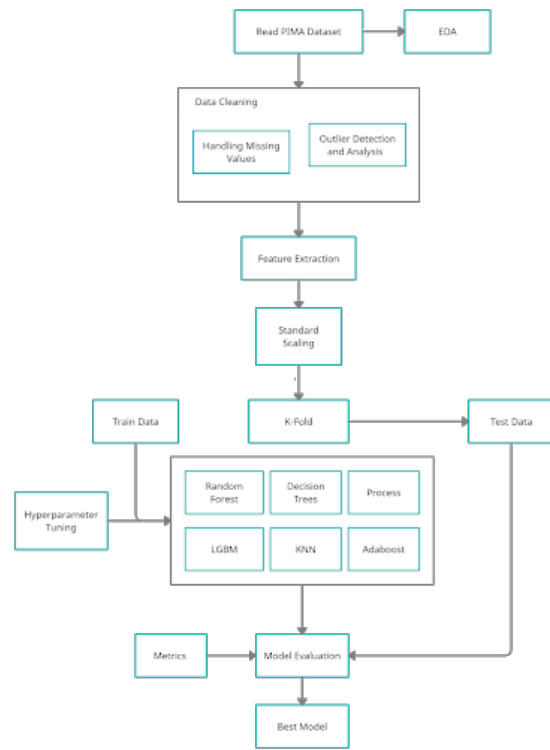 Read PIMA Dataset
EDA
Data Cleaning
Handling Missing
Values
Outlier Detection
and Analysis
Feature Extraction
Standard
Scaling
Train Data
K-Fold
Test Data
Hyperparameter
Tuning
Random
Forest
Decision
Trees
Process
LGBM
KNN
Adaboost
Metrics
Model Evaluation
Best Model